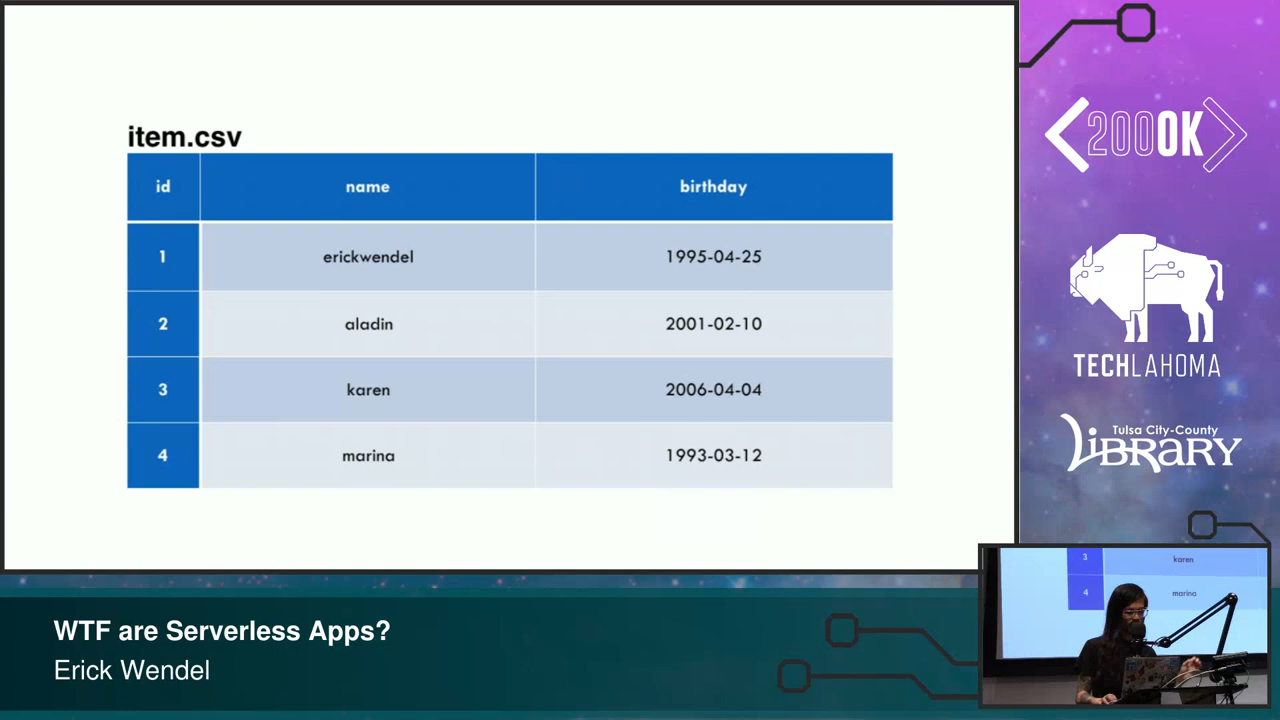 item.csv
id name birthday
1 erickwendel 1995-04-25
2 aladin 2001-02-10
3 karen 2006-04-04
4 marina 1993-03-12
<200OK>
TECHLAHOMA
Tulsa City-County
LiBRARY
3 karen
4 marina
WTF are Serverless Apps?
Erick Wendel